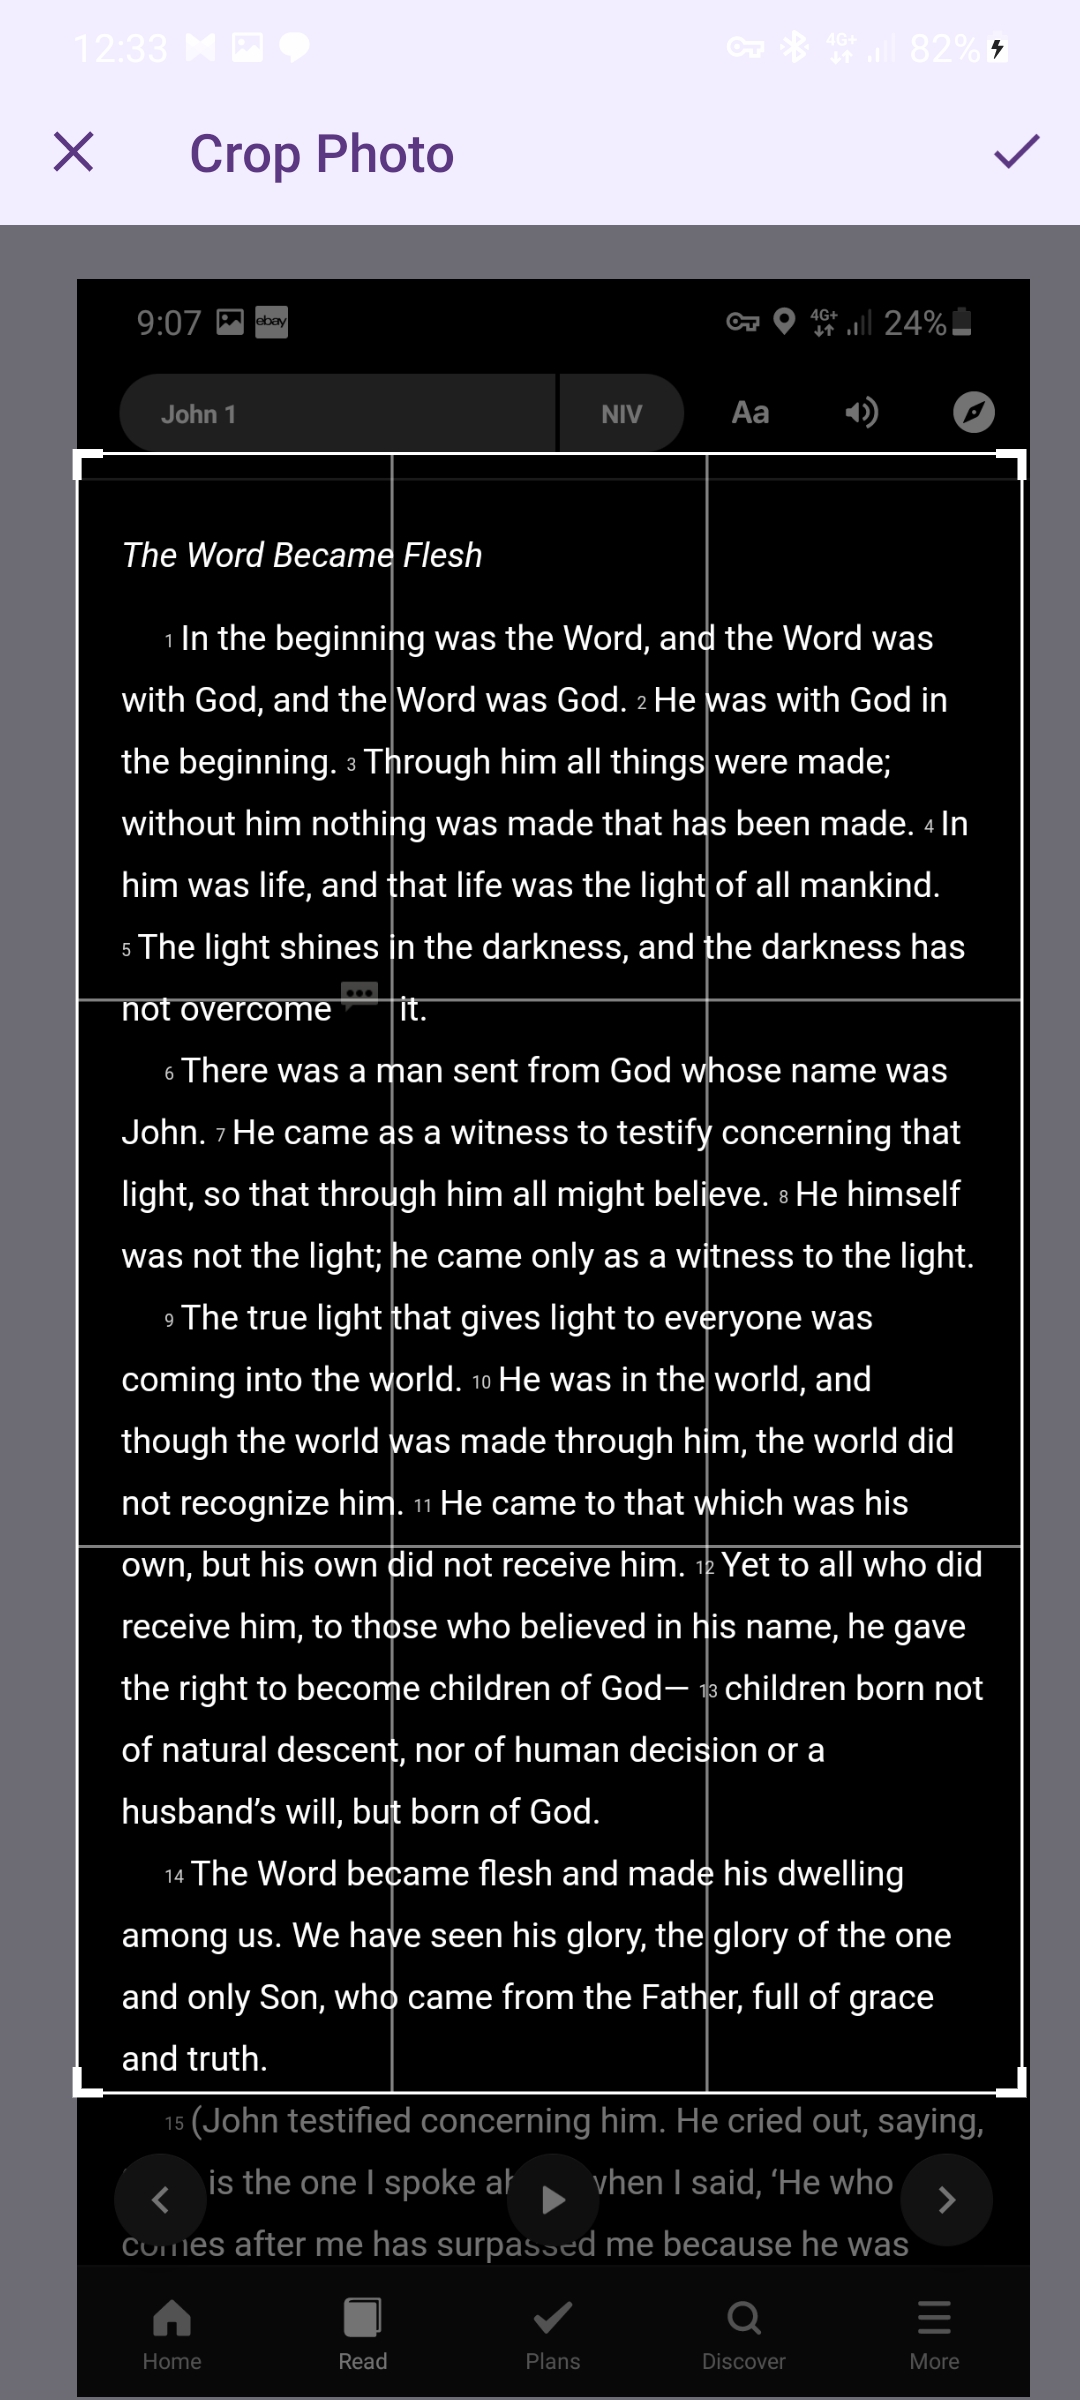 12:33 4G+ 82%
Crop Photo
9:07 ebay 4G+ 24%
John 1 NIV Aa
The Word Became Flesh
1 In the beginning was the Word, and the Word was
with God, and the Word was God. 2 He was with God in
the beginning. 3 Through him all things were made;
without him nothing was made that has been made. 4 In
him was life, and that life was the light of all mankind.
5 The light shines in the darkness, and the darkness has
not overcome it.
6 There was a man sent from God whose name was
John. 7 He came as a witness to testify concerning that
light, so that through him all might believe. 8 He himself
was not the light; he came only as a witness to the light.
9 The true light that gives light to everyone was
coming into the world. 10 He was in the world, and
though the world was made through him, the world did
not recognize him. 11 He came to that which was his
own, but his own did not receive him. 12 Yet to all who did
receive him, to those who believed in his name, he gave
the right to become children of God— 13 children born not
of natural descent, nor of human decision or a
husband’s will, but born of God.
14 The Word became flesh and made his dwelling
among us. We have seen his glory, the glory of the one
and only Son, who came from the Father, full of grace
and truth.
15 (John testified concerning him. He cried out, saying,
is the one I spoke when I said, ‘He who
comes after me has surpassed me because he was
Home Read Plans Discover More